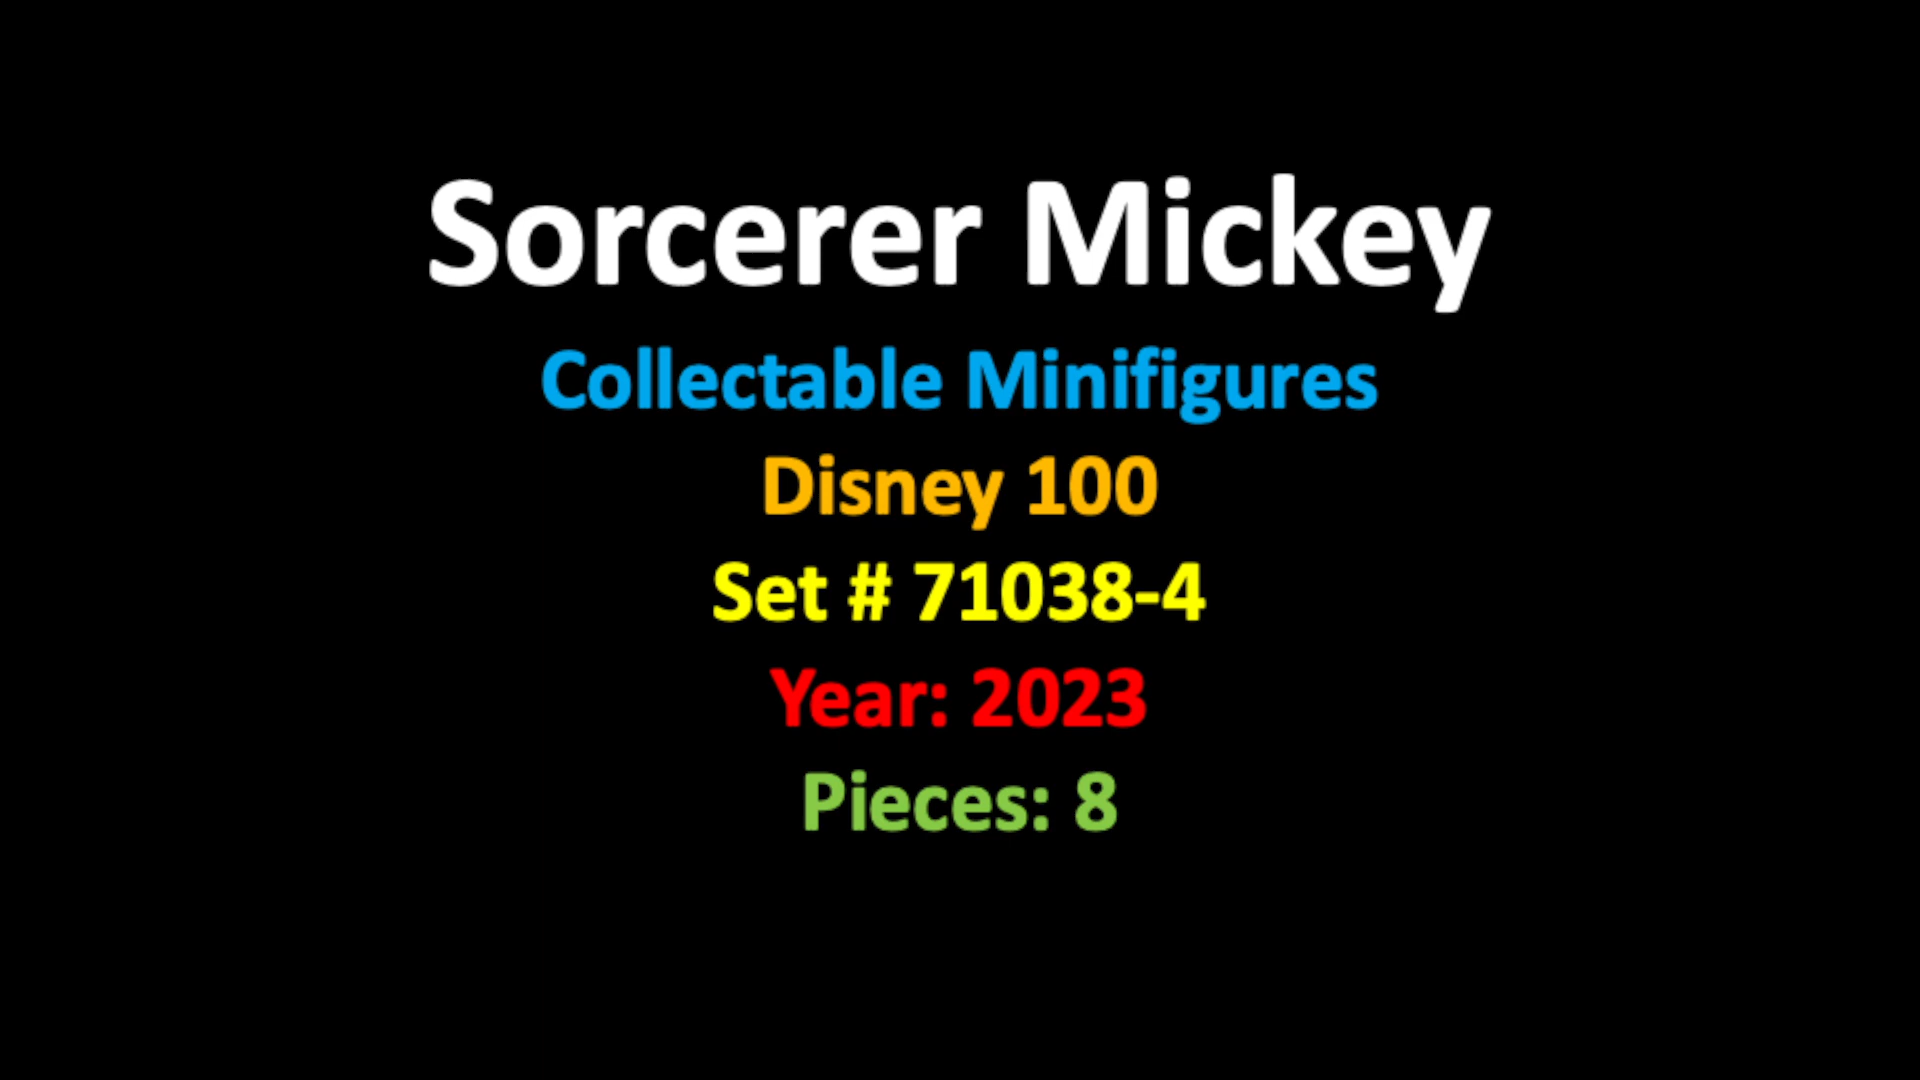 Sorcerer Mickey
Collectable Minifigures
Disney 100
Set # 71038-4
Year: 2023
Pieces: 8